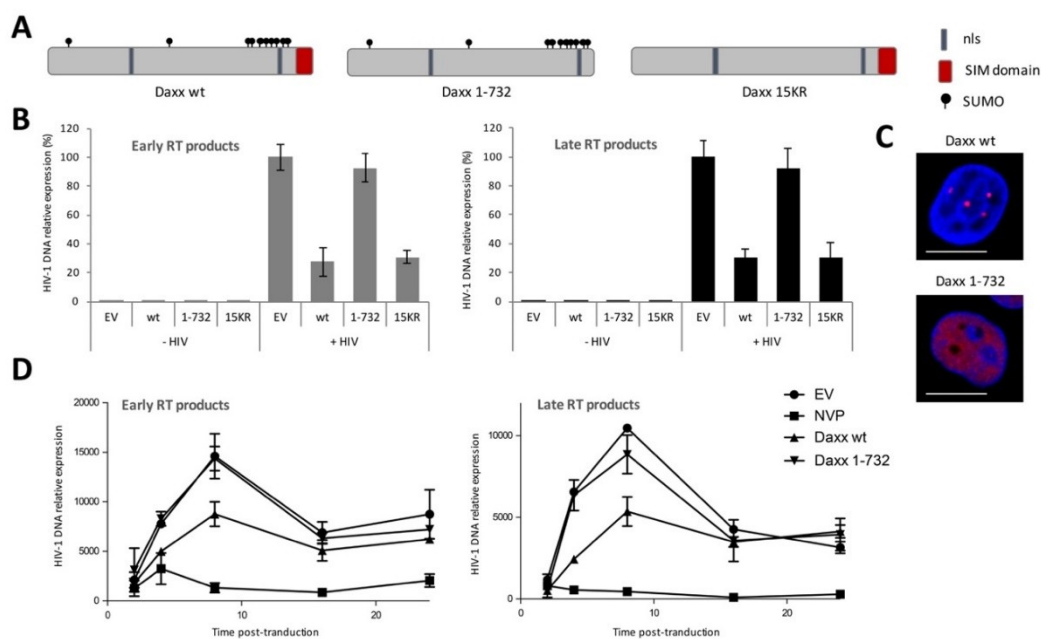 A
Daxx wt
Daxx 1-732
Daxx 15KR
nls
SIM domain
SUMO
B
Early RT products
HIV-1 DNA relative expression (%)
120
100
80
60
40
20
0
EV wt 1-732 15KR EV wt 1-732 15KR
- HIV + HIV
Late RT products
HIV-1 DNA relative expression (%)
120
100
80
60
40
20
0
EV wt 1-732 15KR EV wt 1-732 15KR
- HIV + HIV
C
Daxx wt
Daxx 1-732
D
Early RT products
HIV-1 DNA relative expression
20000
15000
10000
5000
0
0 10 20
Time post-tranduction
Late RT products
HIV-1 DNA relative expression
10000
5000
0
0 10 20
Time post-tranduction
EV
NVP
Daxx wt
Daxx 1-732